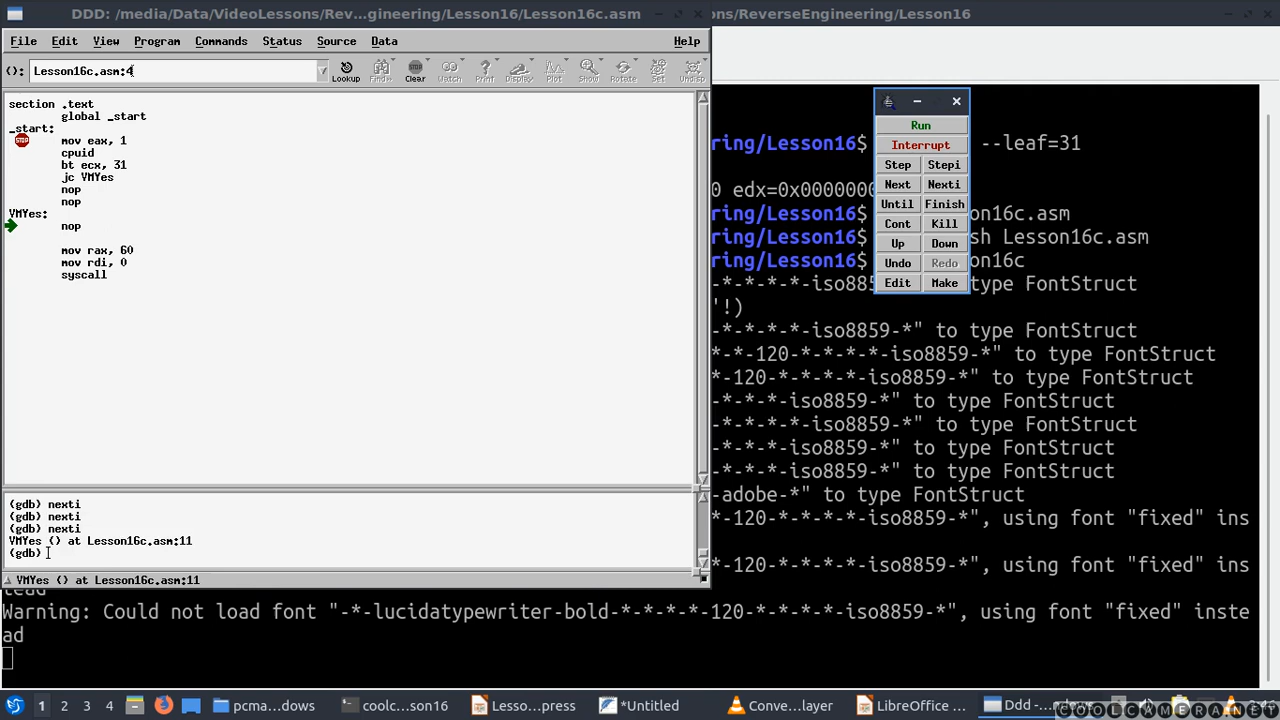 DDD: /media/Data/VideoLessons/Rev...gineering/Lesson16/Lesson16c.asm
ons/ReverseEngineering/Lesson16
File Edit View Program Commands Status Source Data Help
(): Lesson16c.asm:4
Lookup Find» Clear Watch Print Display Plot Show Rotate Set Undisp
section .text
global _start
_start:
STOP
mov eax, 1
cpuid
bt ecx, 31
jc VMYes
nop
nop
VMYes:
nop
mov rax, 60
mov rdi, 0
syscall
(gdb) nexti
(gdb) nexti
(gdb) nexti
VMYes () at Lesson16c.asm:11
(gdb)
VMYes () at Lesson16c.asm:11
Run
Interrupt
Step Stepi
Next Nexti
Until Finish
Cont Kill
Up Down
Undo Redo
Edit Make
ring/Lesson16$ --leaf=31
0 edx=0x0000000
ring/Lesson16$ on16c.asm
ring/Lesson16$ sh Lesson16c.asm
ring/Lesson16$ on16c
-*-*-*-*-iso885 type FontStruct
'!)
-*-*-*-*-iso8859-*" to type FontStruct
*-*-120-*-*-*-*-iso8859-*" to type FontStruct
-120-*-*-*-*-iso8859-*" to type FontStruct
-*-*-*-*-iso8859-*" to type FontStruct
-*-*-*-*-iso8859-*" to type FontStruct
-*-*-*-*-iso8859-*" to type FontStruct
-*-*-*-*-iso8859-*" to type FontStruct
-adobe-*" to type FontStruct
*-120-*-*-*-*-iso8859-*", using font "fixed" ins
*-120-*-*-*-*-iso8859-*", using font "fixed" ins
tead
Warning: Could not load font "-*-lucidatypewriter-bold-*-*-*-*-120-*-*-*-*-iso8859-*", using font "fixed" inste
ad
1 2 3 4 pcma...dows coolc...son16 Lesso...press *Untitled Vence...layer LibreOffice ... Ddd -
COOLCAMERA.NET